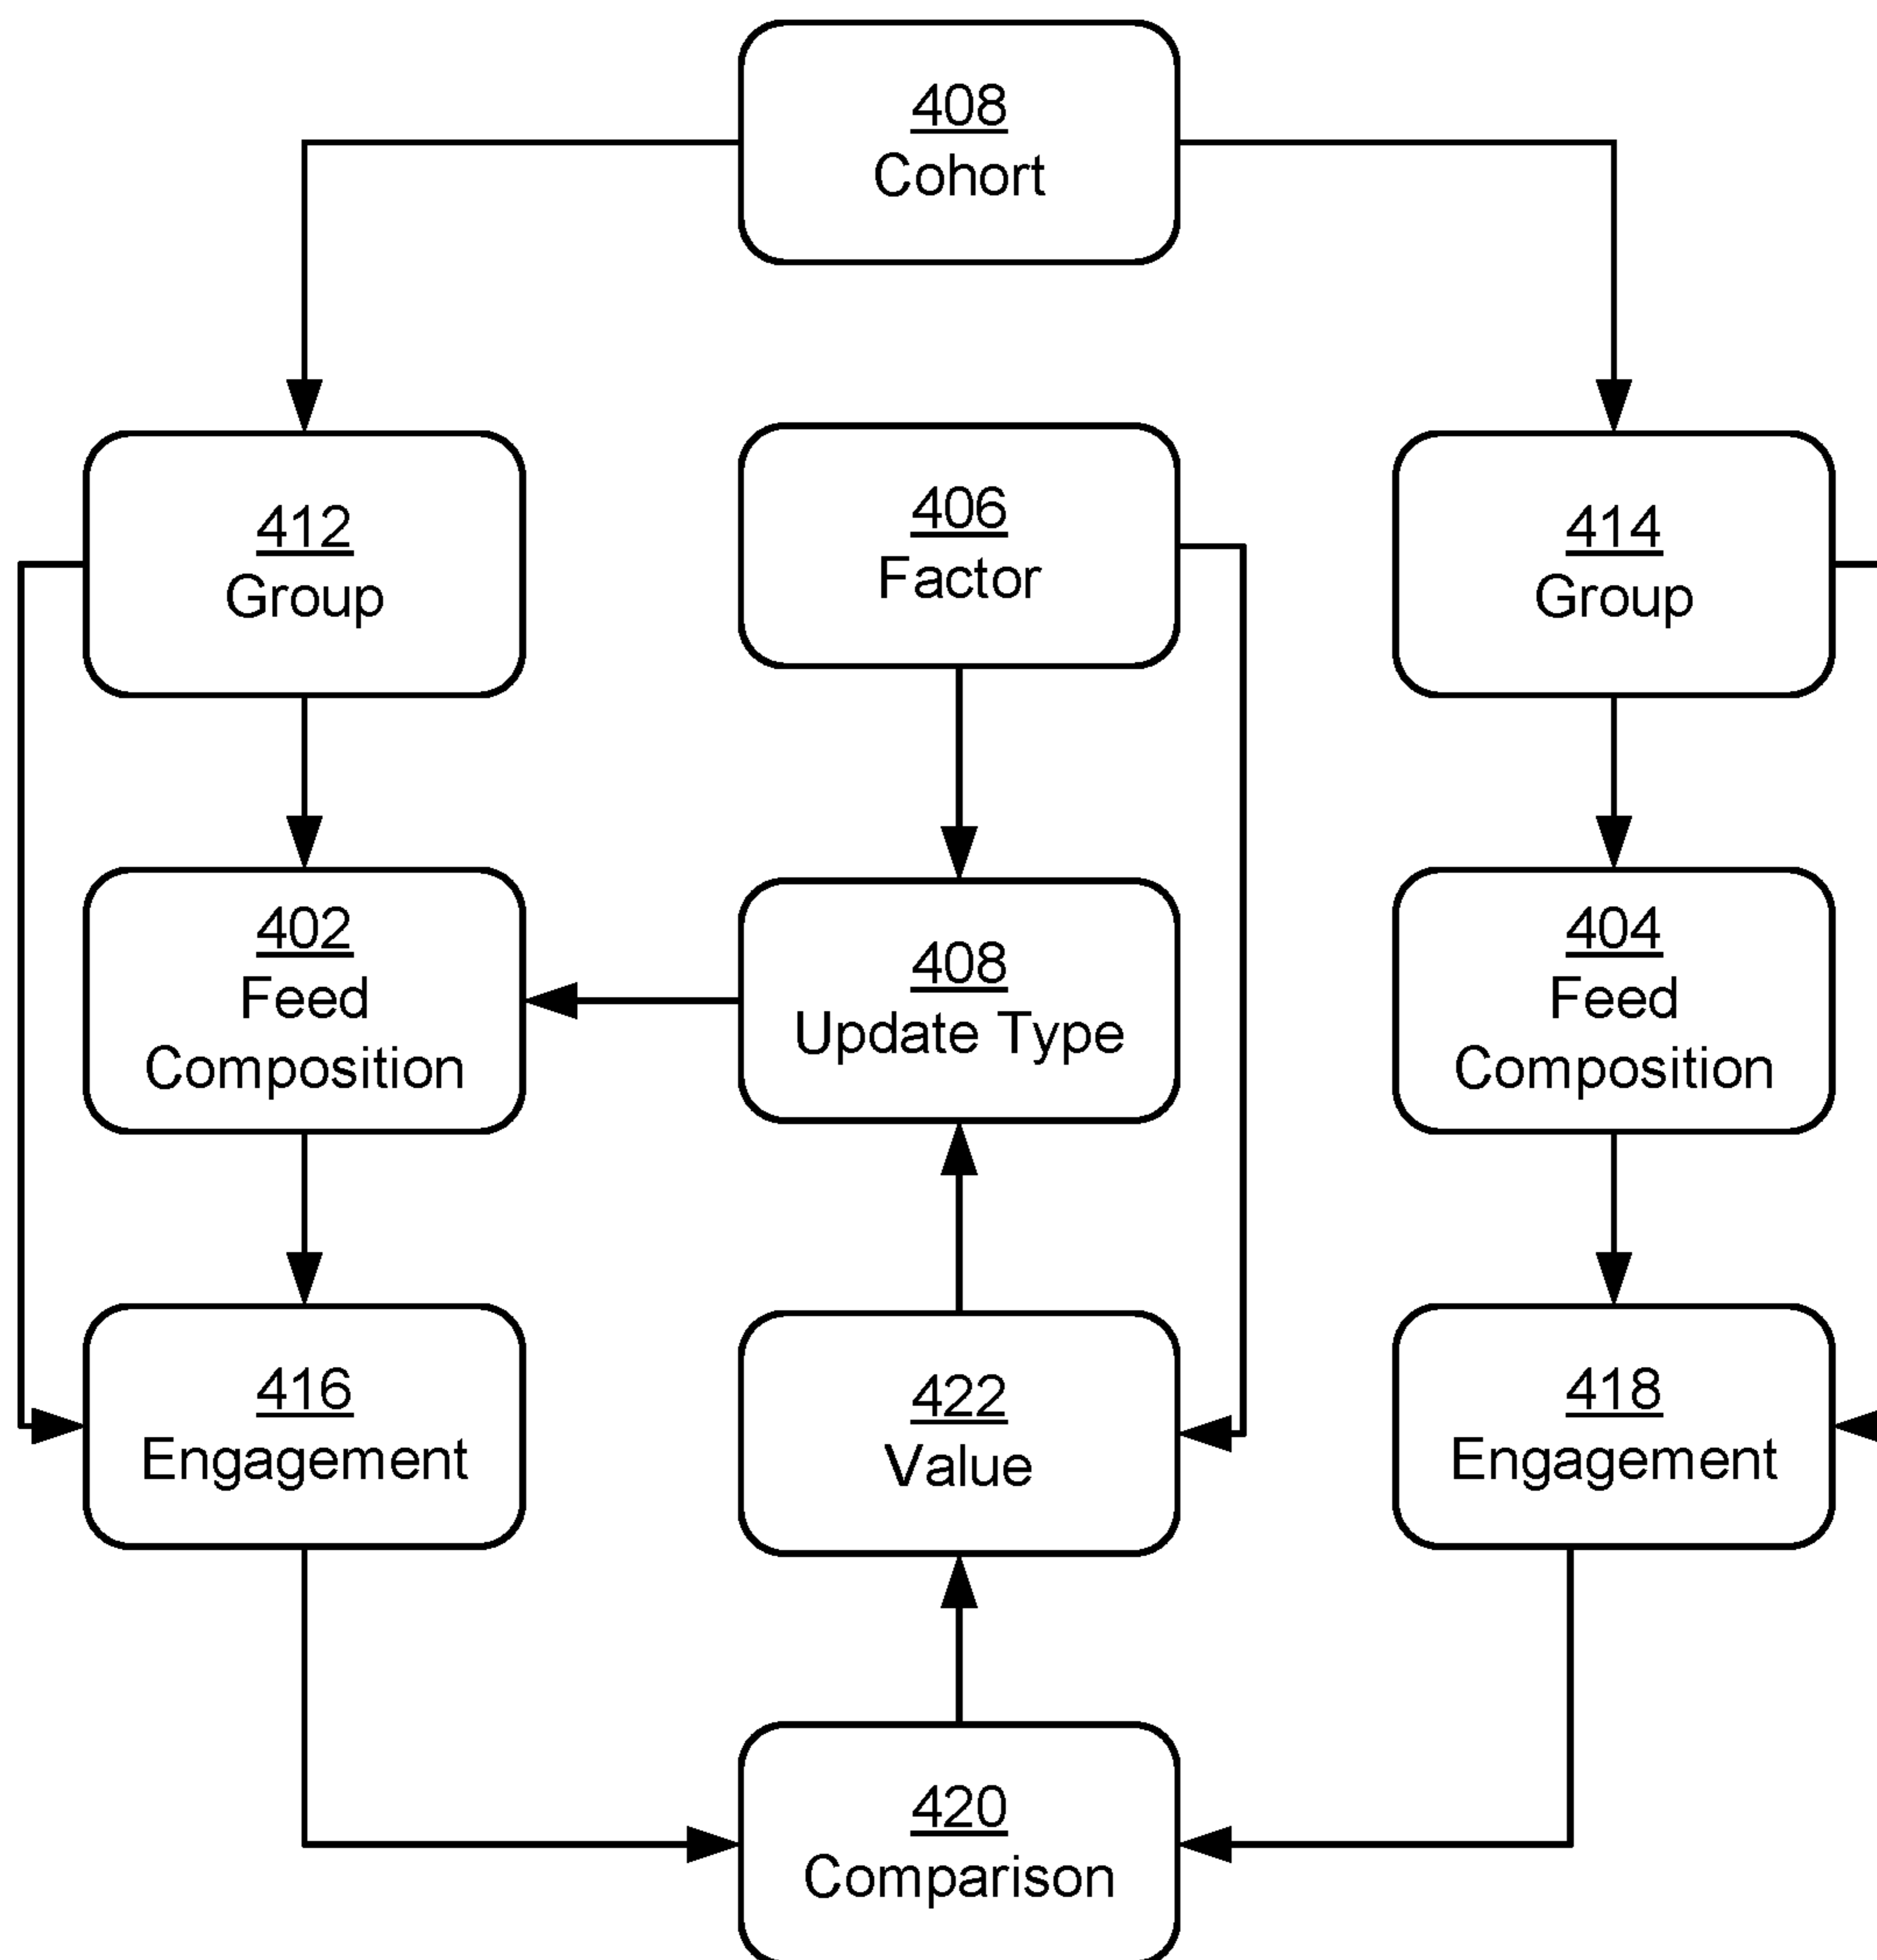 408
Cohort
412
Group
406
Factor
414
Group
402
Feed
Composition
408
Update Type
404
Feed
Composition
416
Engagement
422
Value
418
Engagement
420
Comparison